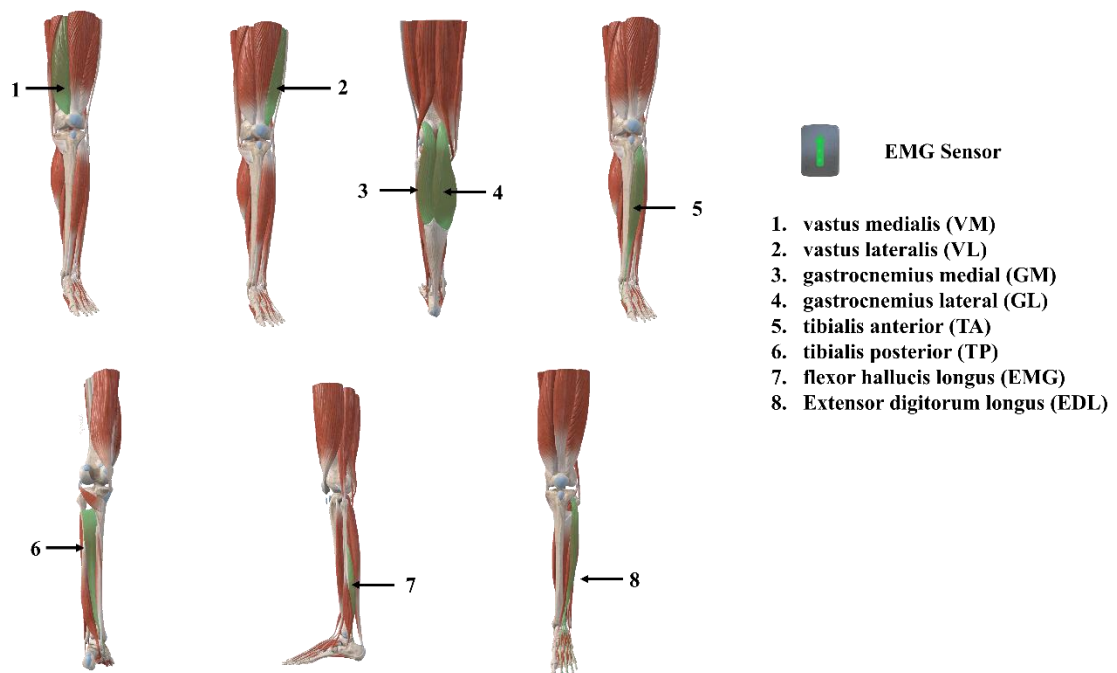 1
2
3
4
5
6
7
8
EMG Sensor
1. vastus medialis (VM)
2. vastus lateralis (VL)
3. gastrocnemius medial (GM)
4. gastrocnemius lateral (GL)
5. tibialis anterior (TA)
6. tibialis posterior (TP)
7. flexor hallucis longus (EMG)
8. Extensor digitorum longus (EDL)